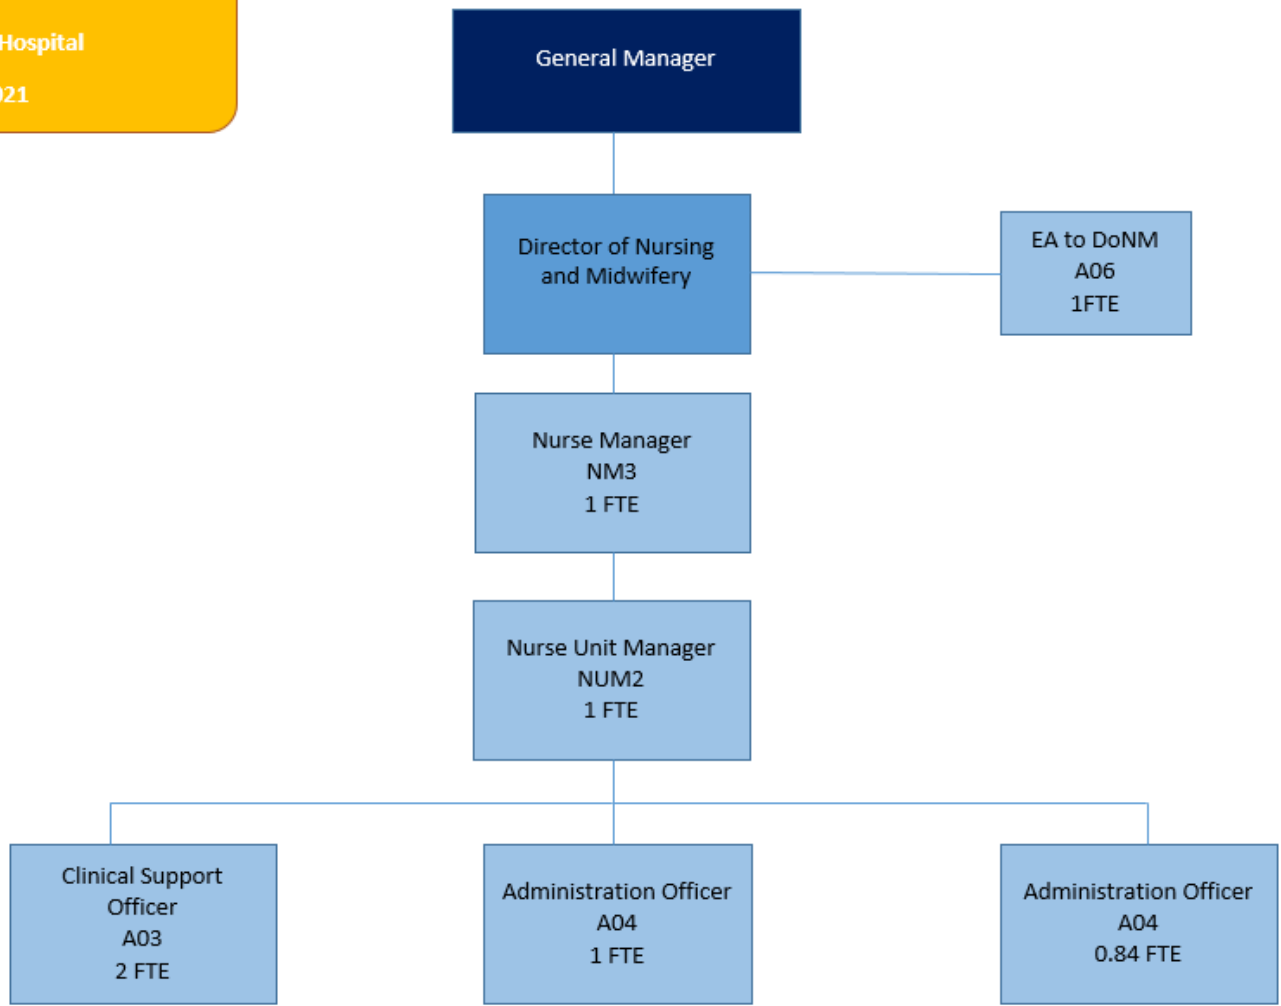 Hospital
General Manager
Director of Nursing
and Midwifery
EA to DoNM
A06
1FTE
Nurse Manager
NM3
1 FTE
Nurse Unit Manager
NUM2
1 FTE
Clinical Support
Officer
A03
2 FTE
Administration Officer
A04
1 FTE
Administration Officer
A04
0.84 FTE